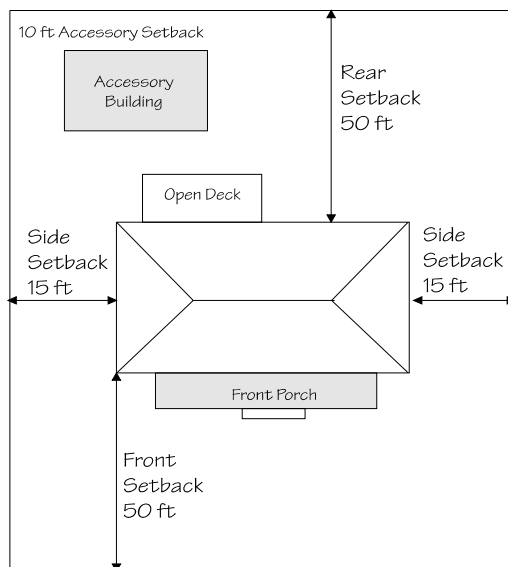 10 ft Accessory Setback
Accessory
Building
Rear
Setback
50 ft
Open Deck
Side
Setback
15 ft
Side
Setback
15 ft
Front Porch
Front
Setback
50 ft